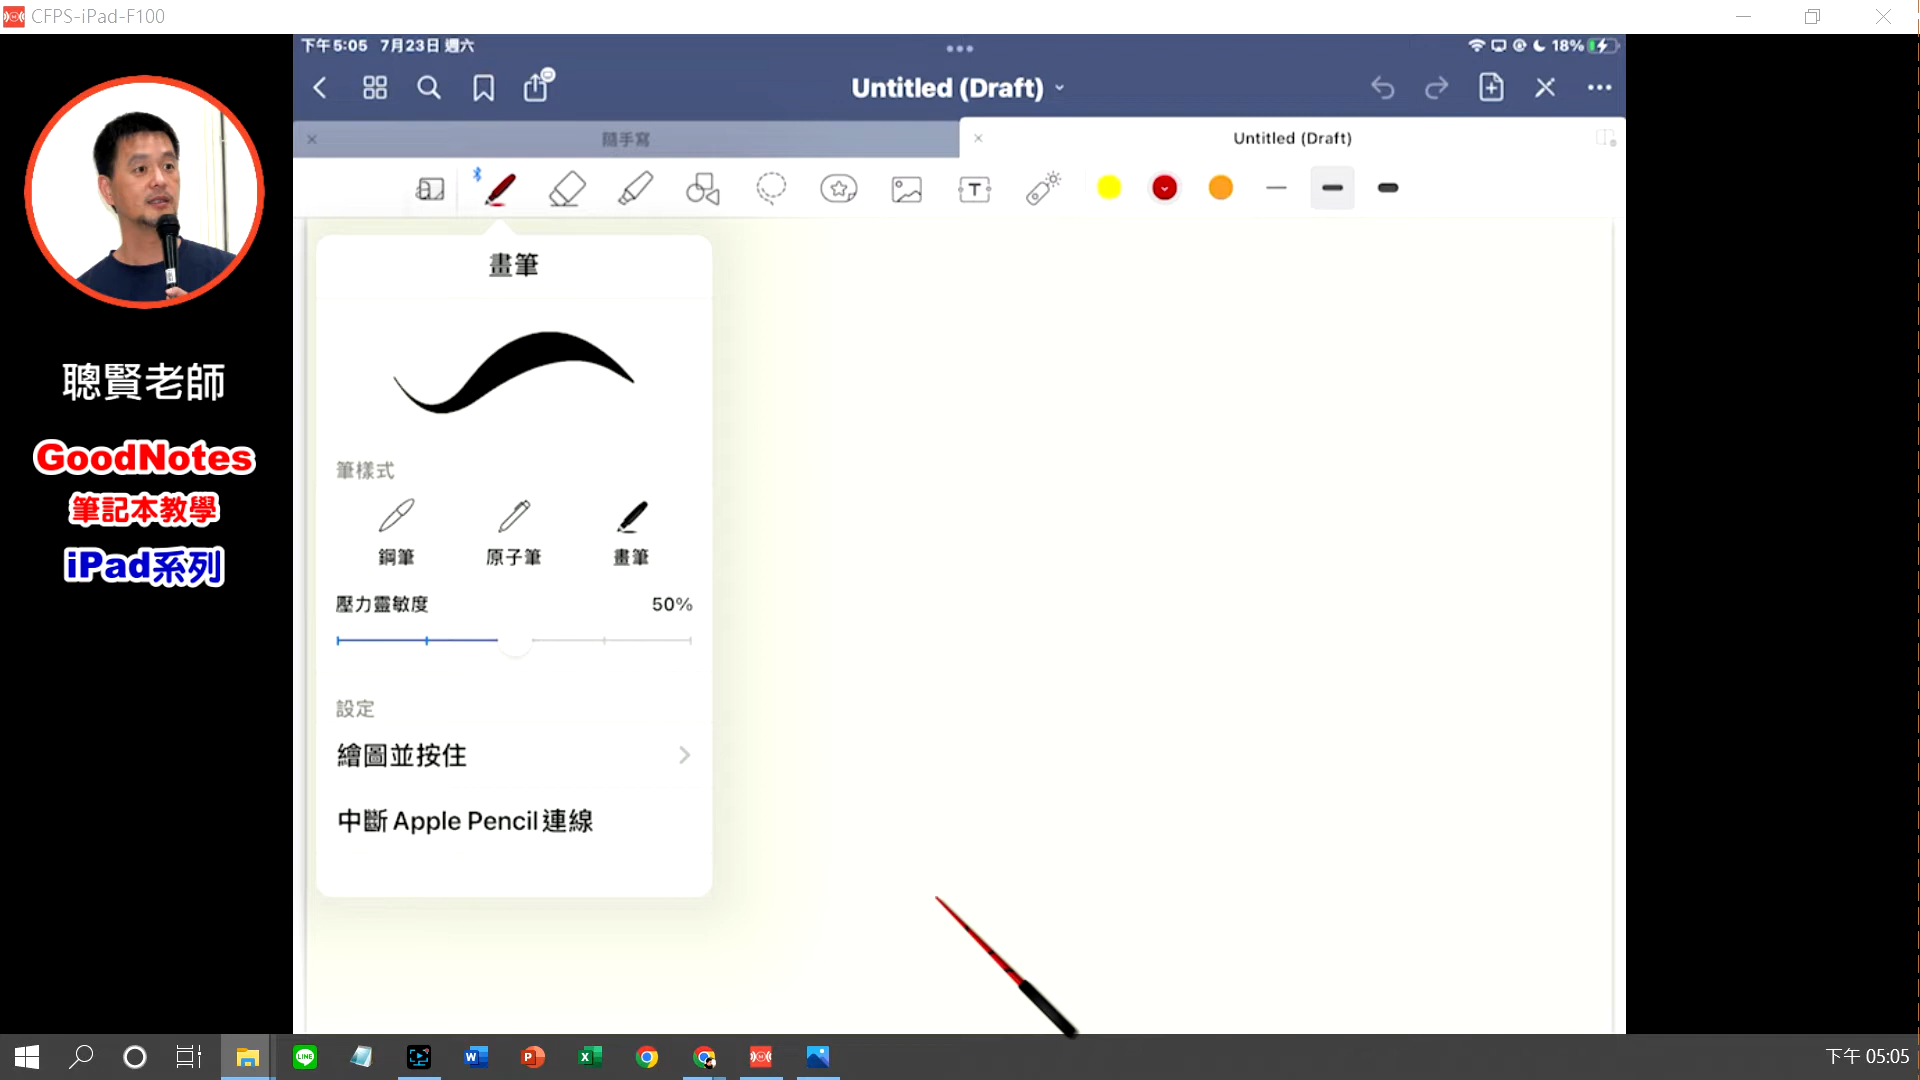 CFPS-iPad-F100
下午5:05 7月23日 週六
18%
Untitled (Draft)
隨手寫
Untitled (Draft)
畫筆
筆樣式
鋼筆 原子筆 畫筆
壓力靈敏度 50%
設定
繪圖並按住
中斷 Apple Pencil 連線
聰賢老師
GoodNotes
筆記本教學
iPad系列
下午 05:05